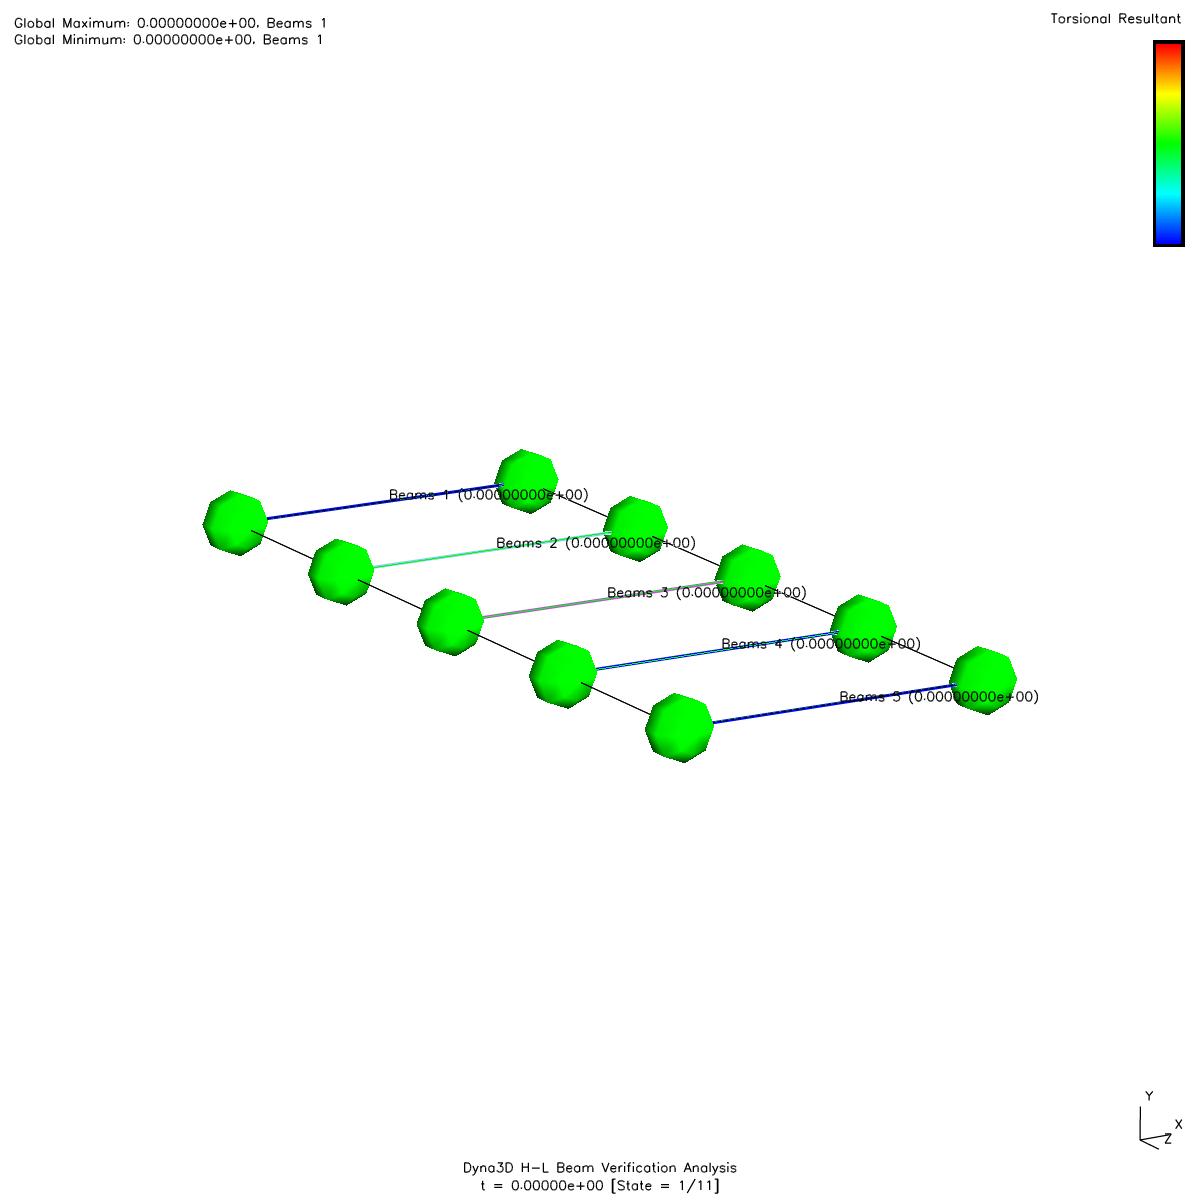 Global Maximum: 0.00000000e+00, Beams 1
Global Minimum: 0.00000000e+00, Beams 1
Torsional Resultant
Beams 1 (0.00000000e+00)
Beams 2 (0.00000000e+00)
Beams 3 (0.00000000e+00)
Beams 4 (0.00000000e+00)
Beams 5 (0.00000000e+00)
Y
X
Z
Dyna3D H-L Beam Verification Analysis
t = 0.00000e+00 [State = 1/11]